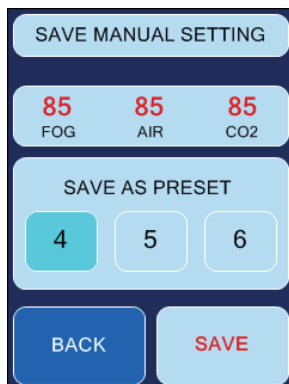 SAVE MANUAL SETTING
85 85 85
FOG AIR CO2
SAVE AS PRESET
4 5 6
BACK SAVE